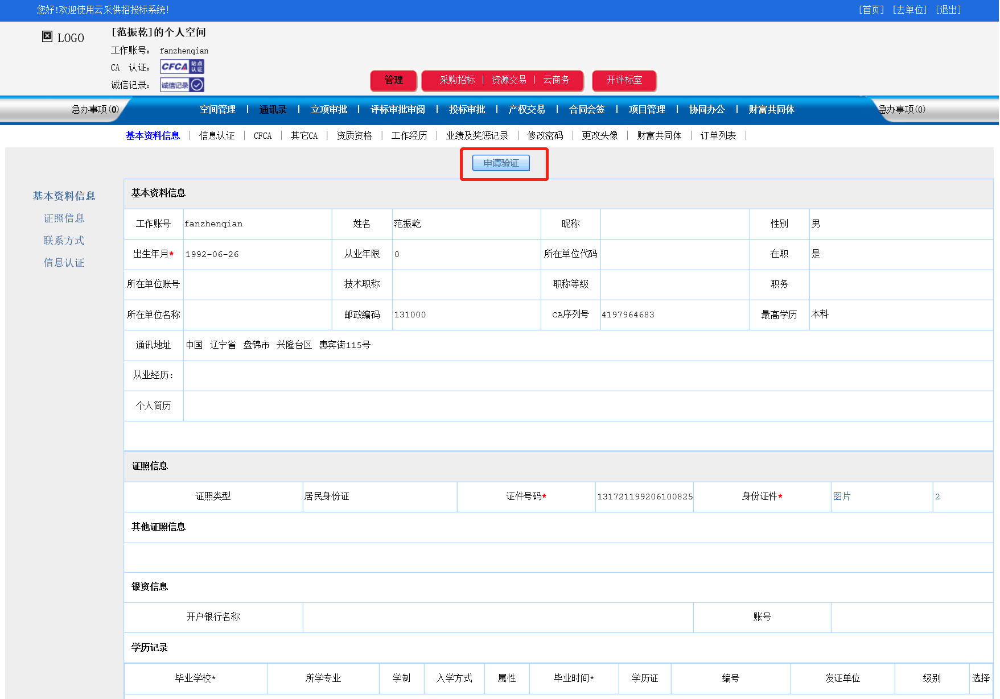 您好!欢迎使用云采供招投标系统! [首页] [去单位] [退出]
LOGO
[范振乾]的个人空间
工作账号: fanzhenqian
CA 认证: CFCA 站点认证
诚信记录: 诚信记录
管理 采购招标 | 资源交易 | 云商务 开评标室
急办事项(0) 空间管理 | 通讯录 | 立项审批 | 评标审批审阅 | 投标审批 | 产权交易 | 合同会签 | 项目管理 | 协同办公 | 财富共同体 急办事项(0)
基本资料信息 | 信息认证 | CFCA | 其它CA | 资质资格 | 工作经历 | 业绩及奖惩记录 | 修改密码 | 更改头像 | 财富共同体 | 订单列表 |
申请验证
基本资料信息
证照信息
联系方式
信息认证
基本资料信息
工作账号 fanzhenqian 姓名 范振乾 昵称 性别 男
出生年月* 1992-06-26 从业年限 0 所在单位代码 在职 是
所在单位账号 技术职称 职称等级 职务
所在单位名称 邮政编码 131000 CA序列号 4197964683 最高学历 本科
通讯地址 中国 辽宁省 盘锦市 兴隆台区 惠宾街115号
从业经历:
个人简历
证照信息
证照类型 居民身份证 证件号码* 131721199206100825 身份证件* 图片 2
其他证照信息
银资信息
开户银行名称 账号
学历记录
毕业学校* 所学专业 学制 入学方式 属性 毕业时间* 学历证 编号 发证单位 级别 选择